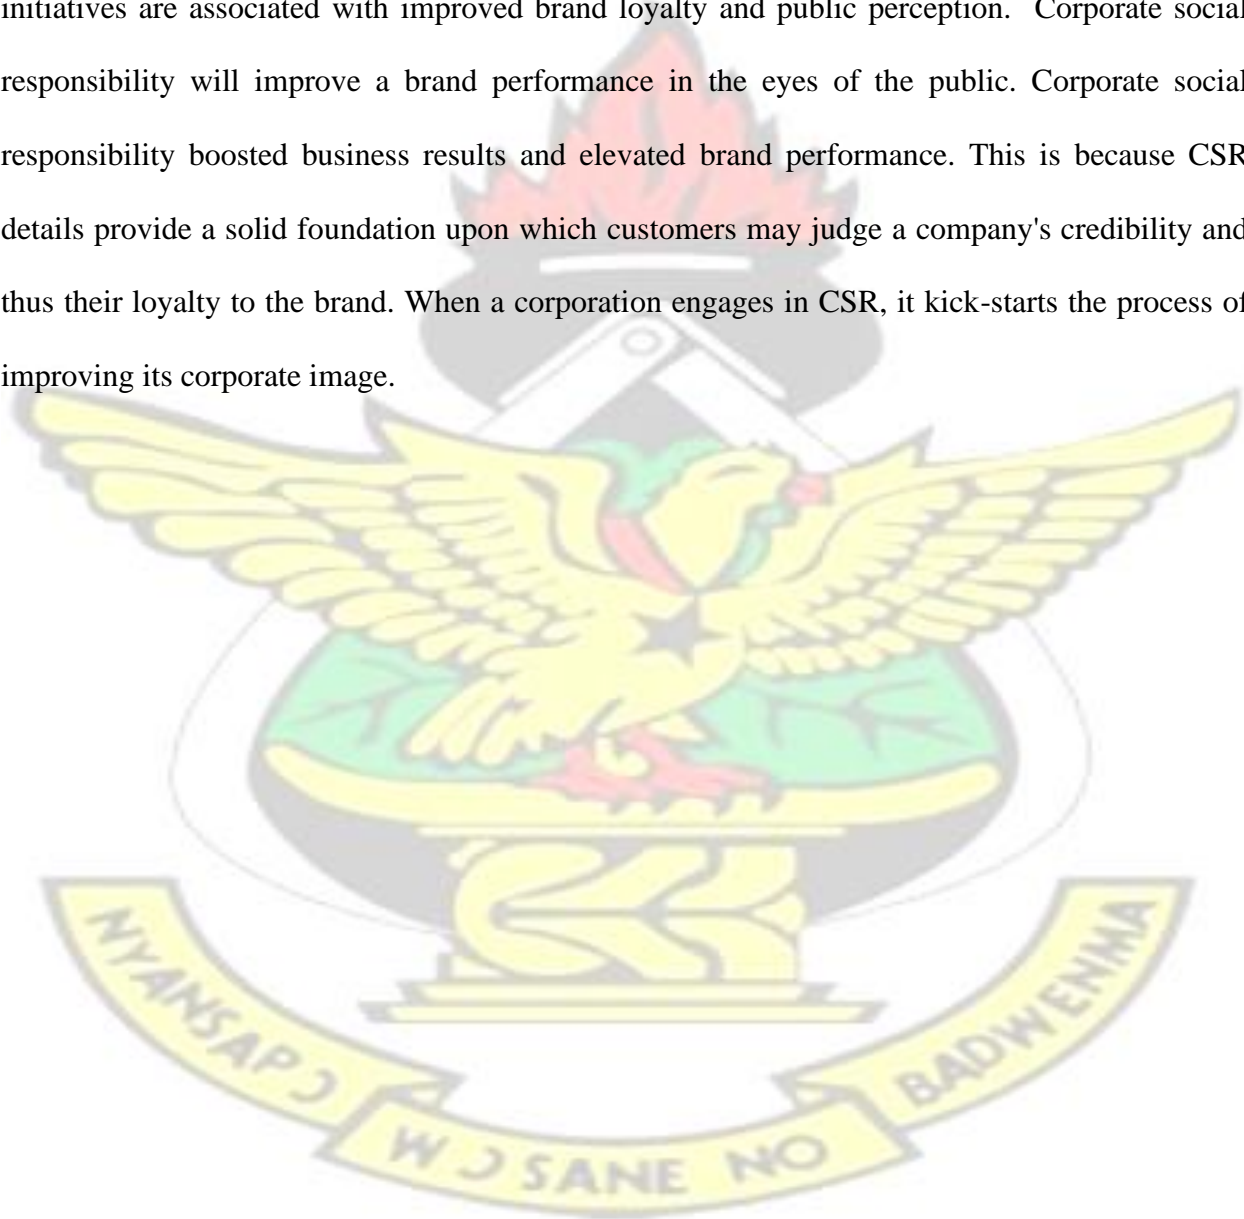 initiatives are associated with improved brand loyalty and public perception.  Corporate social
responsibility will improve a brand performance in the eyes of the public. Corporate social
responsibility boosted business results and elevated brand performance. This is because CSR
details provide a solid foundation upon which customers may judge a company's credibility and
thus their loyalty to the brand. When a corporation engages in CSR, it kick-starts the process of
improving its corporate image.
NYANSAPƆ
WƆSANE NO
BADWENMA